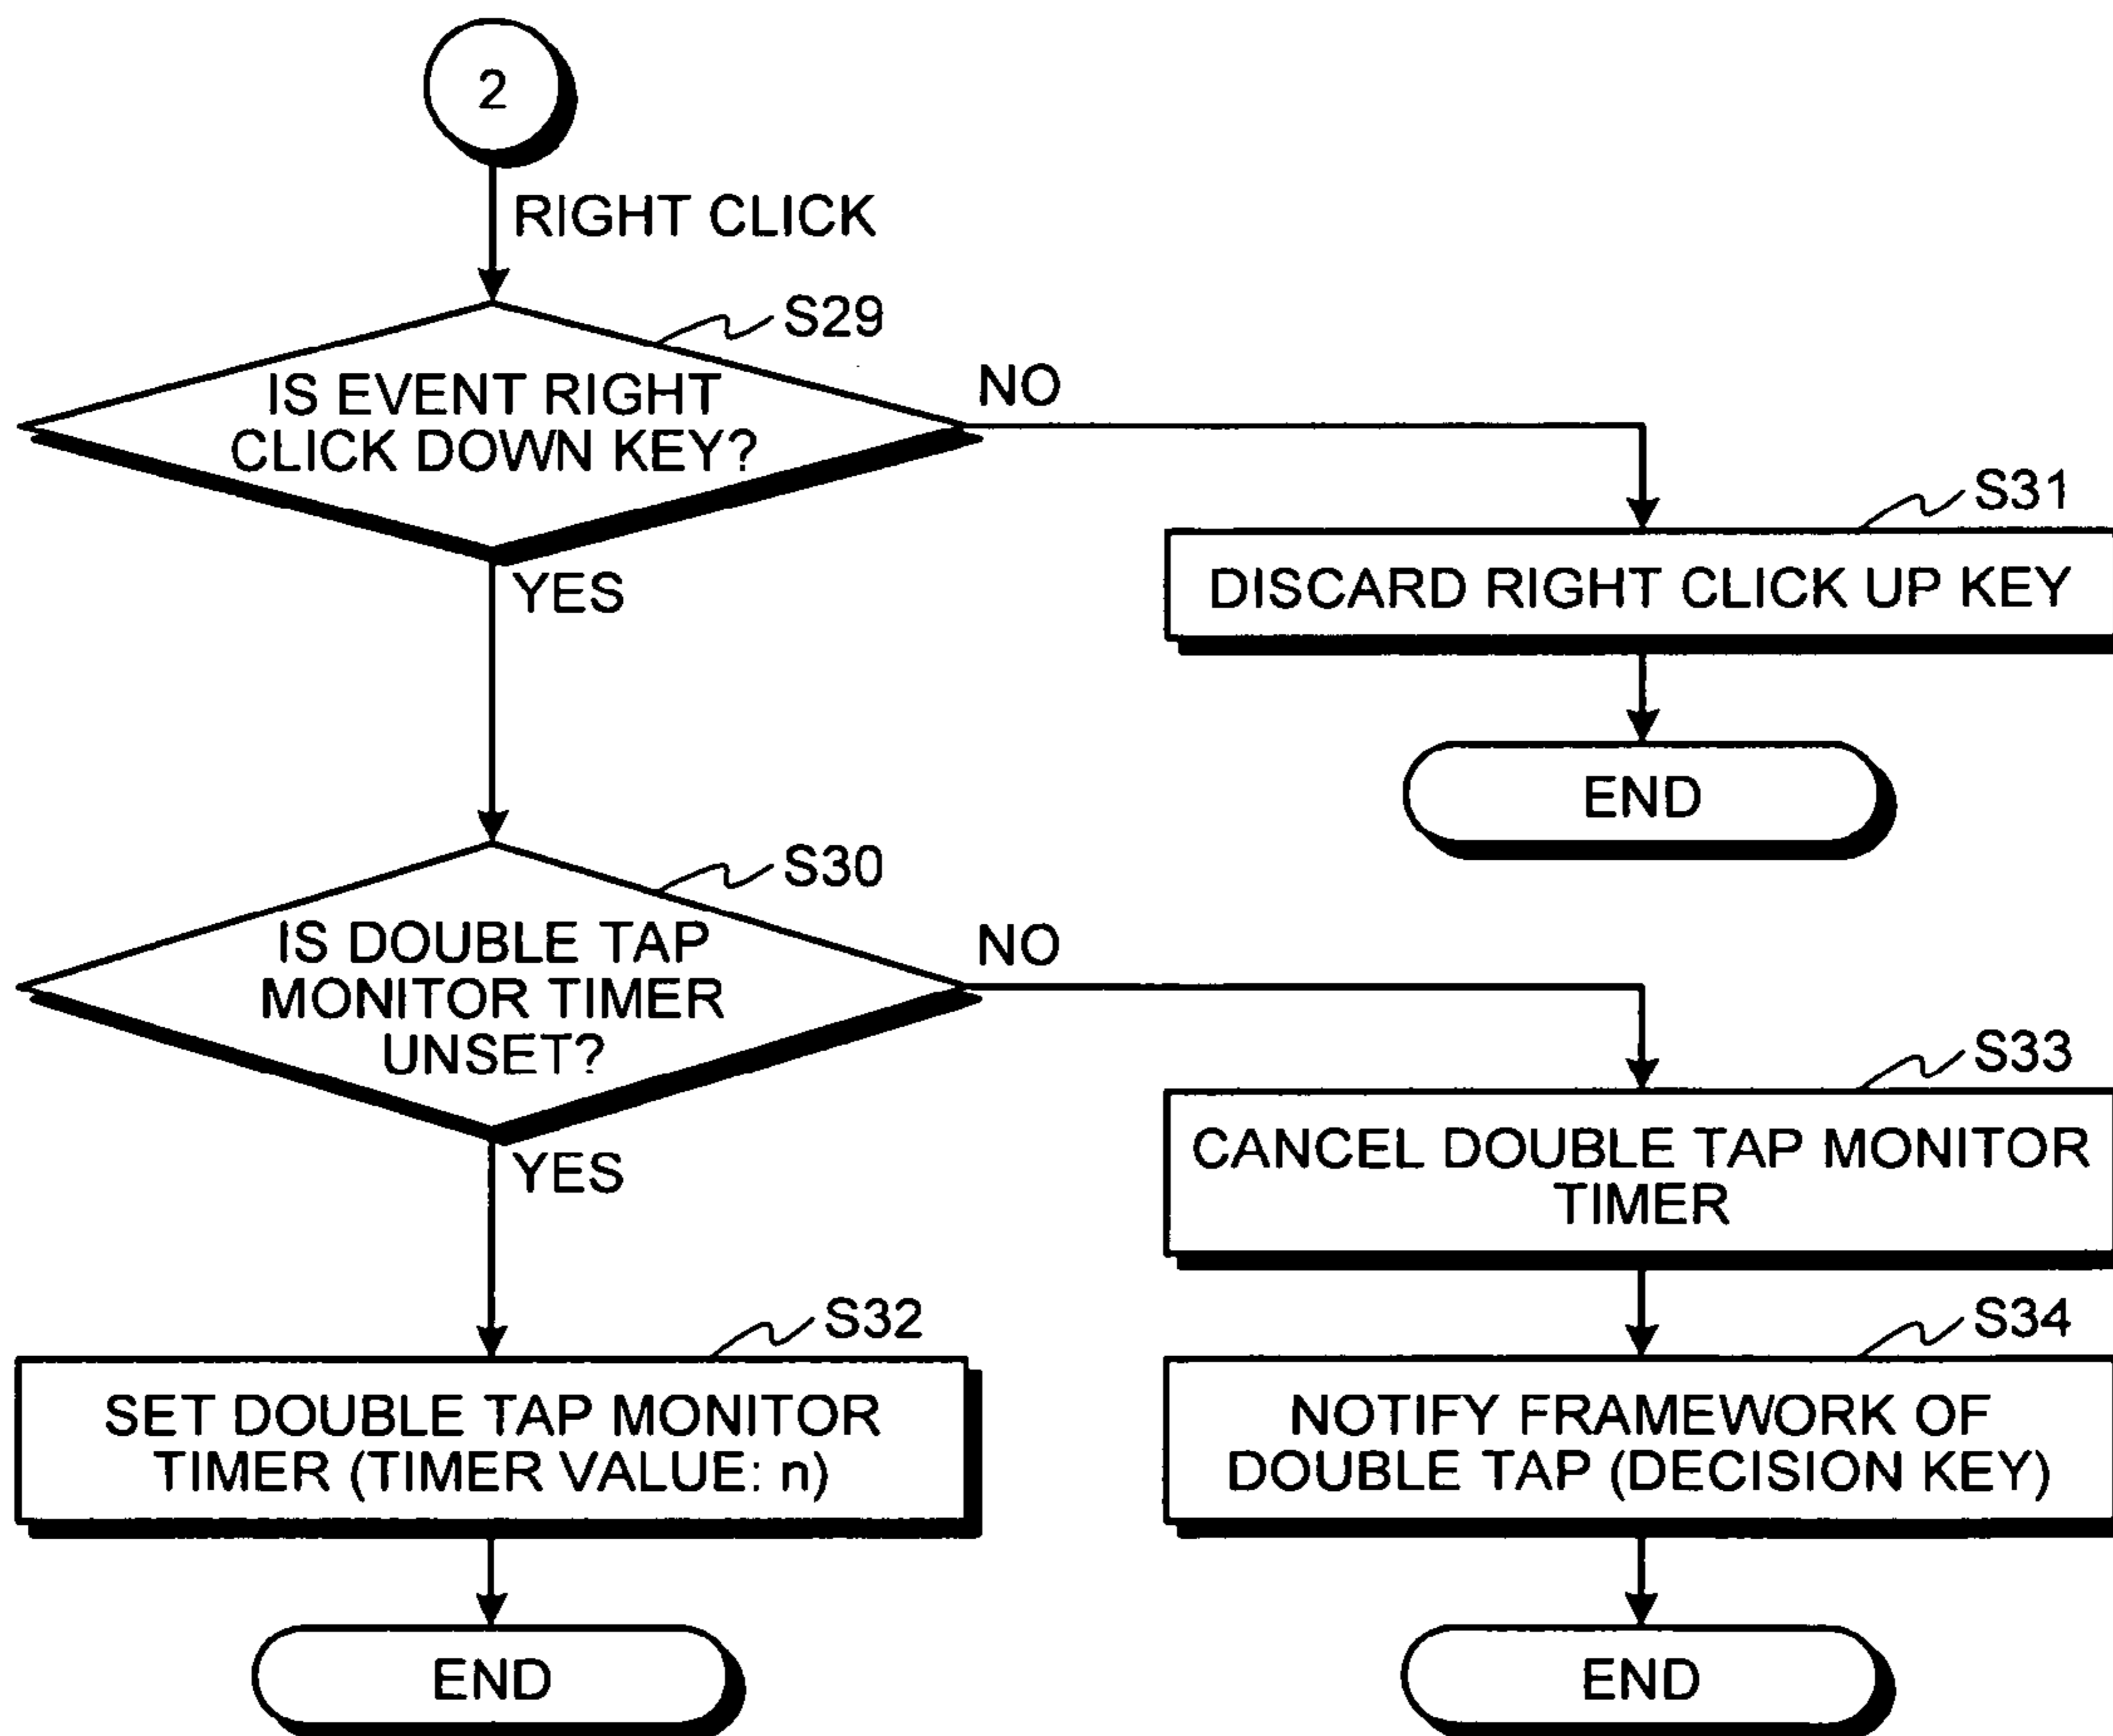 2
RIGHT CLICK
S29
IS EVENT RIGHT
CLICK DOWN KEY?
NO
YES
S31
DISCARD RIGHT CLICK UP KEY
END
S30
IS DOUBLE TAP
MONITOR TIMER
UNSET?
NO
YES
S33
CANCEL DOUBLE TAP MONITOR
TIMER
S32
SET DOUBLE TAP MONITOR
TIMER (TIMER VALUE: n)
END
S34
NOTIFY FRAMEWORK OF
DOUBLE TAP (DECISION KEY)
END